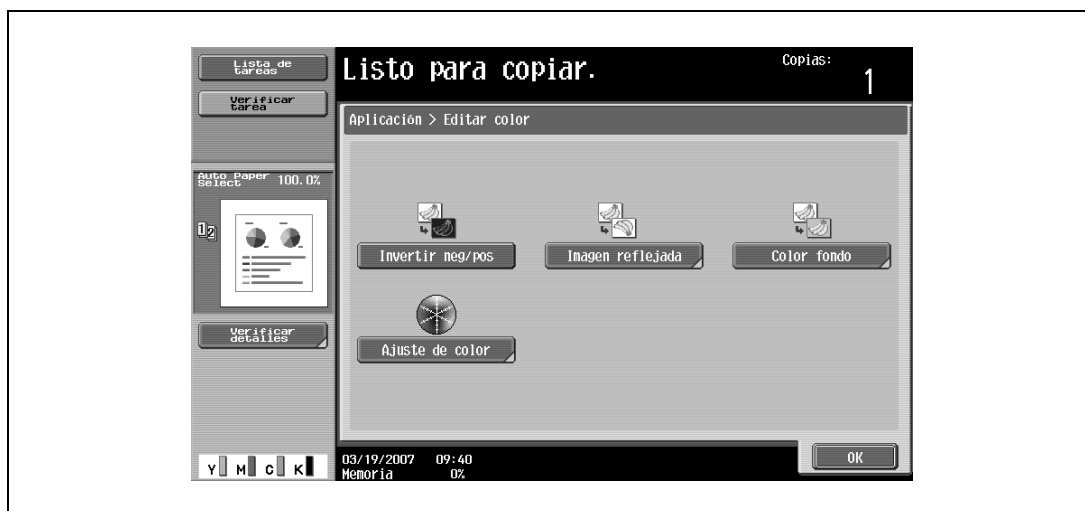 Lista de
tareas
Verificar
tarea
Listo para copiar.
Copias:
1
Aplicación > Editar color
Auto Paper
Select
100.0%
12
Invertir neg/pos
Imagen reflejada
Color fondo
Verificar
detalles
Ajuste de color
Y M C K
03/19/2007 09:40
Memoria 0%
OK